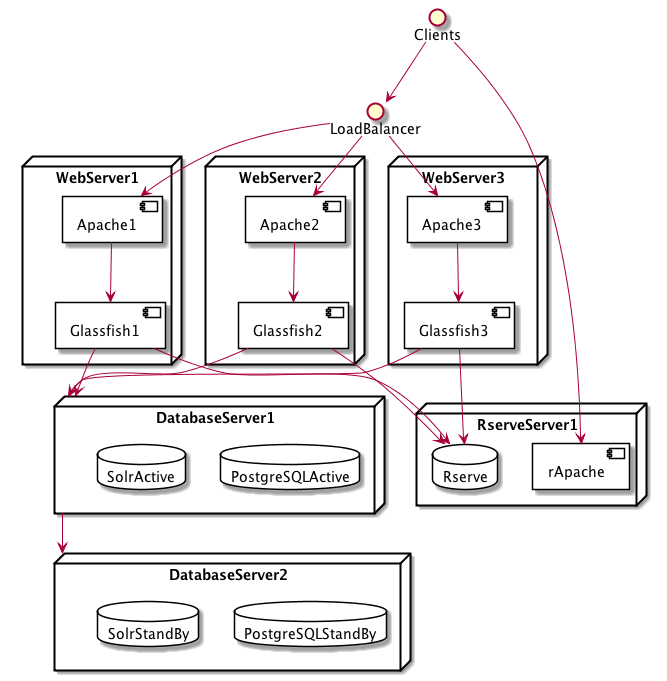 Clients
LoadBalancer
WebServer1
WebServer2
WebServer3
Apache1
Apache2
Apache3
Glassfish1
Glassfish2
Glassfish3
DatabaseServer1
RserveServer1
SolrActive
PostgreSQLActive
Rserve
rApache
DatabaseServer2
SolrStandBy
PostgreSQLStandBy